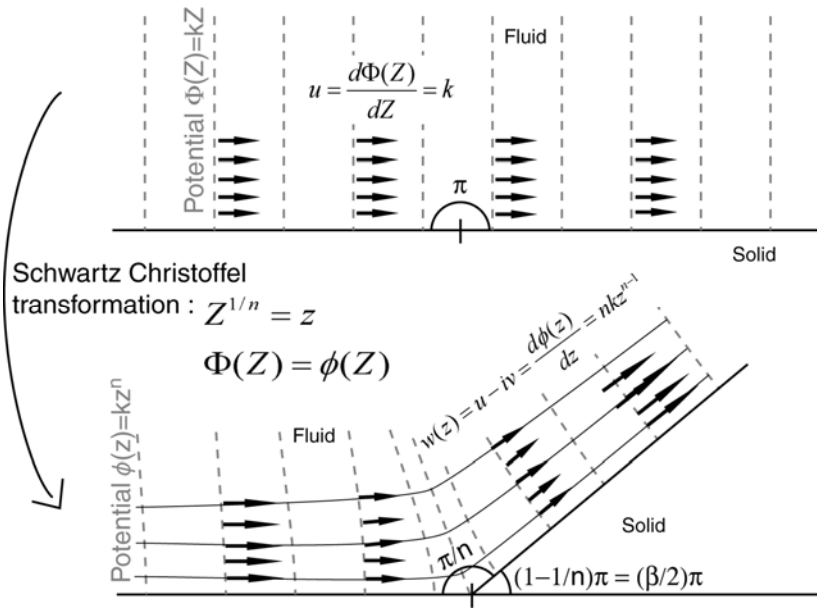 Potential Φ(Z)=kZ
u = dΦ(Z)/dZ = k
Fluid
π
Solid
Schwartz Christoffel
transformation : Z^{1/n} = z
Φ(Z) = ϕ(Z)
Potential ϕ(z)=kz^n
Fluid
w(z) = u − iv = dϕ(z)/dz = nkz^{n−1}
Solid
π/n
(1−1/n)π = (β/2)π